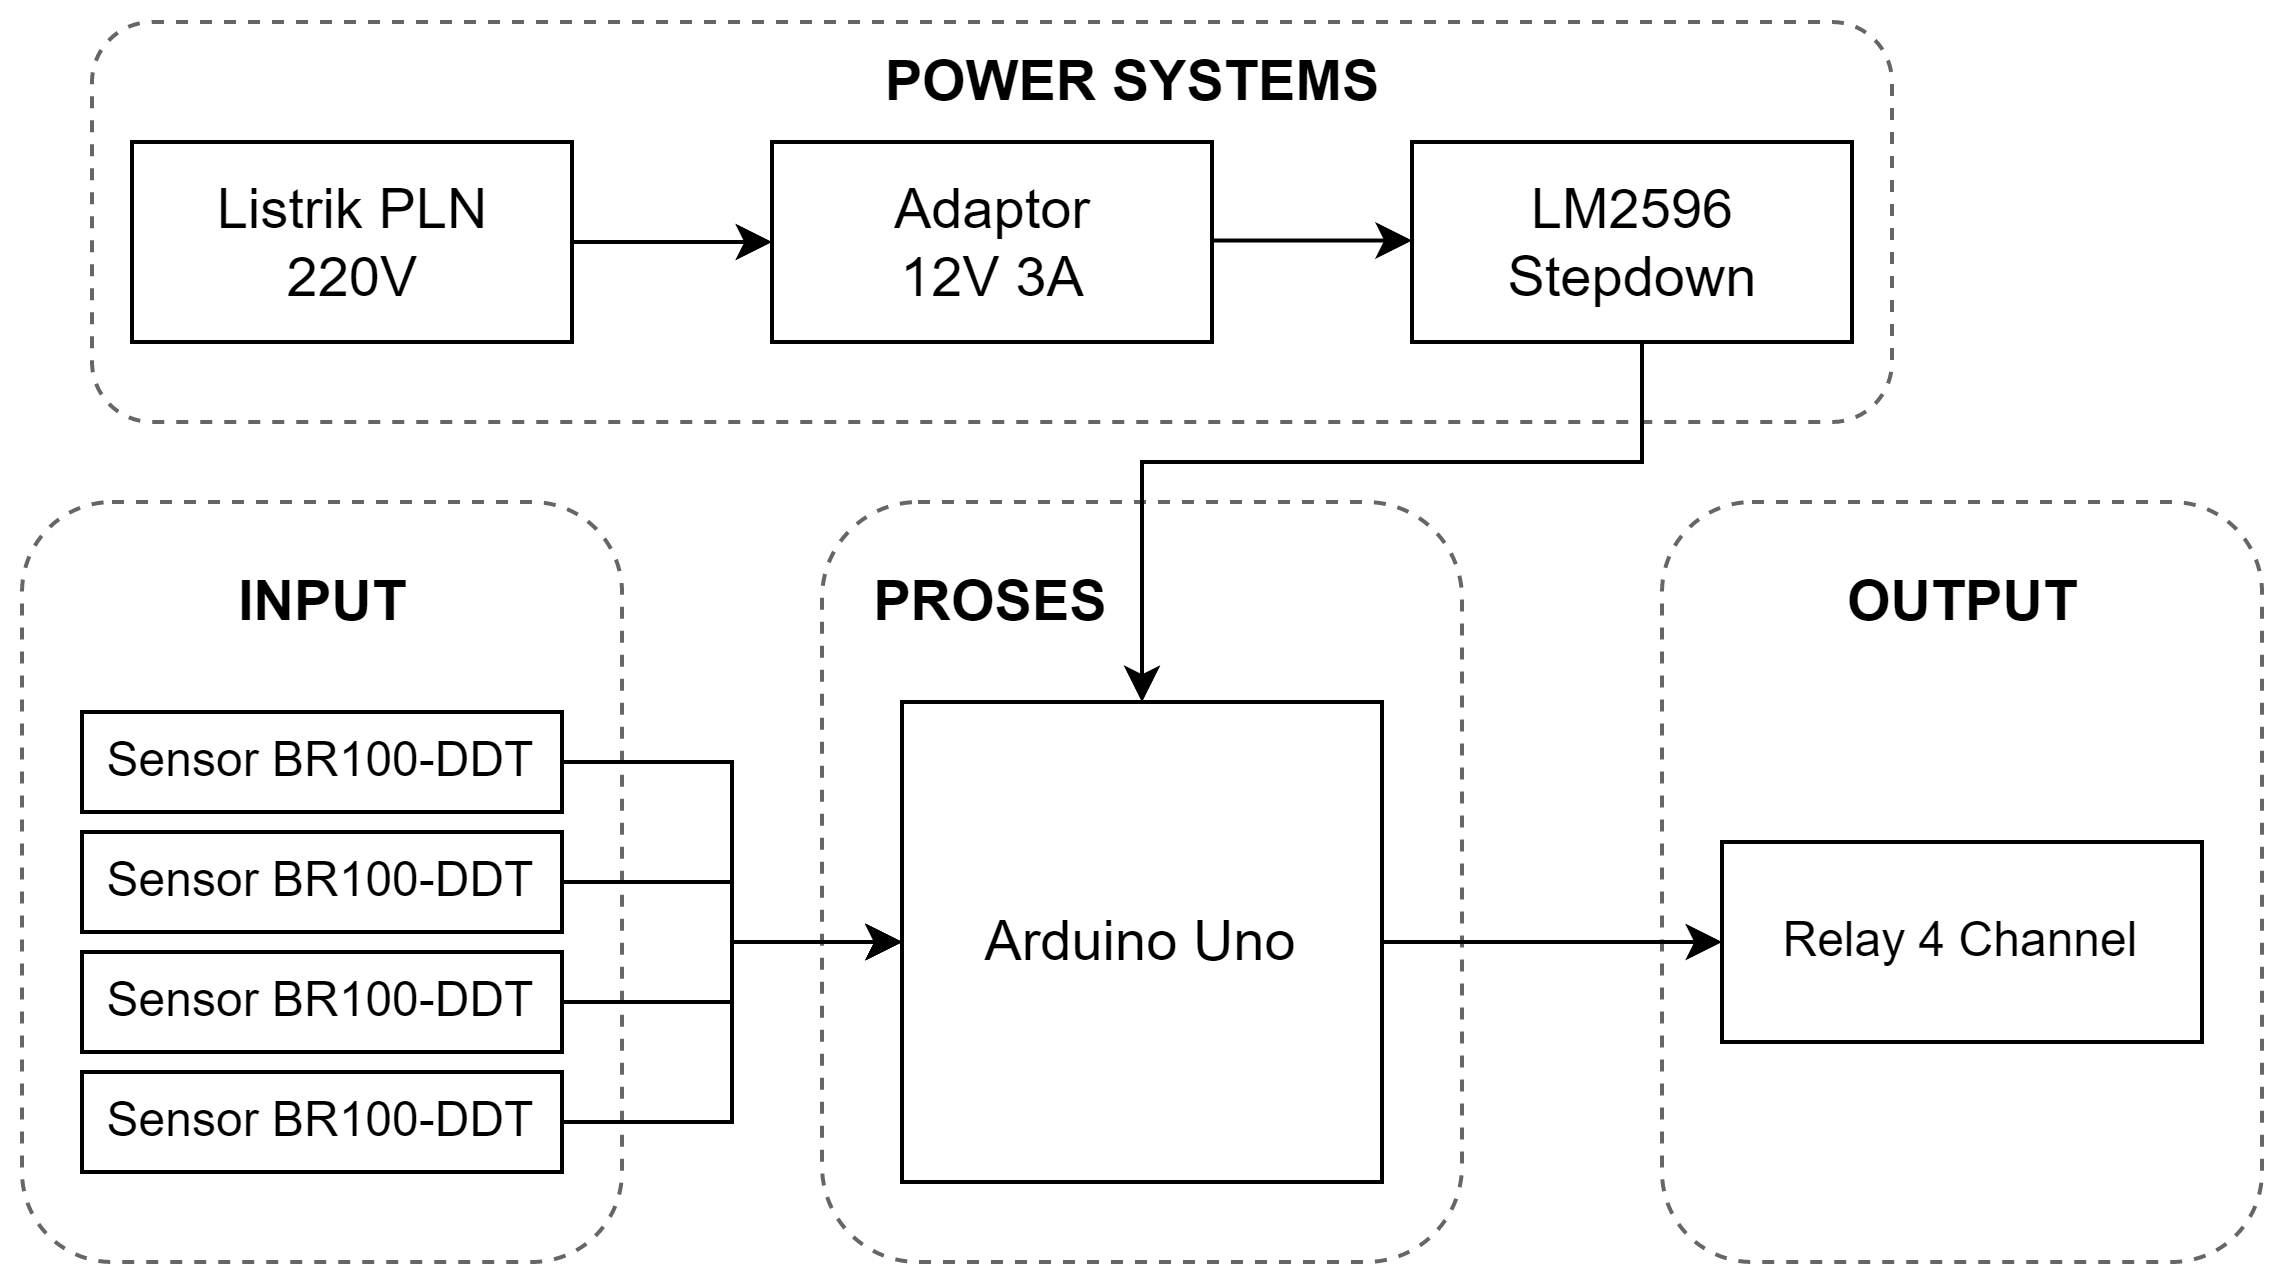 POWER SYSTEMS
Listrik PLN
220V
Adaptor
12V 3A
LM2596
Stepdown
INPUT
Sensor BR100-DDT
Sensor BR100-DDT
Sensor BR100-DDT
Sensor BR100-DDT
PROSES
Arduino Uno
OUTPUT
Relay 4 Channel